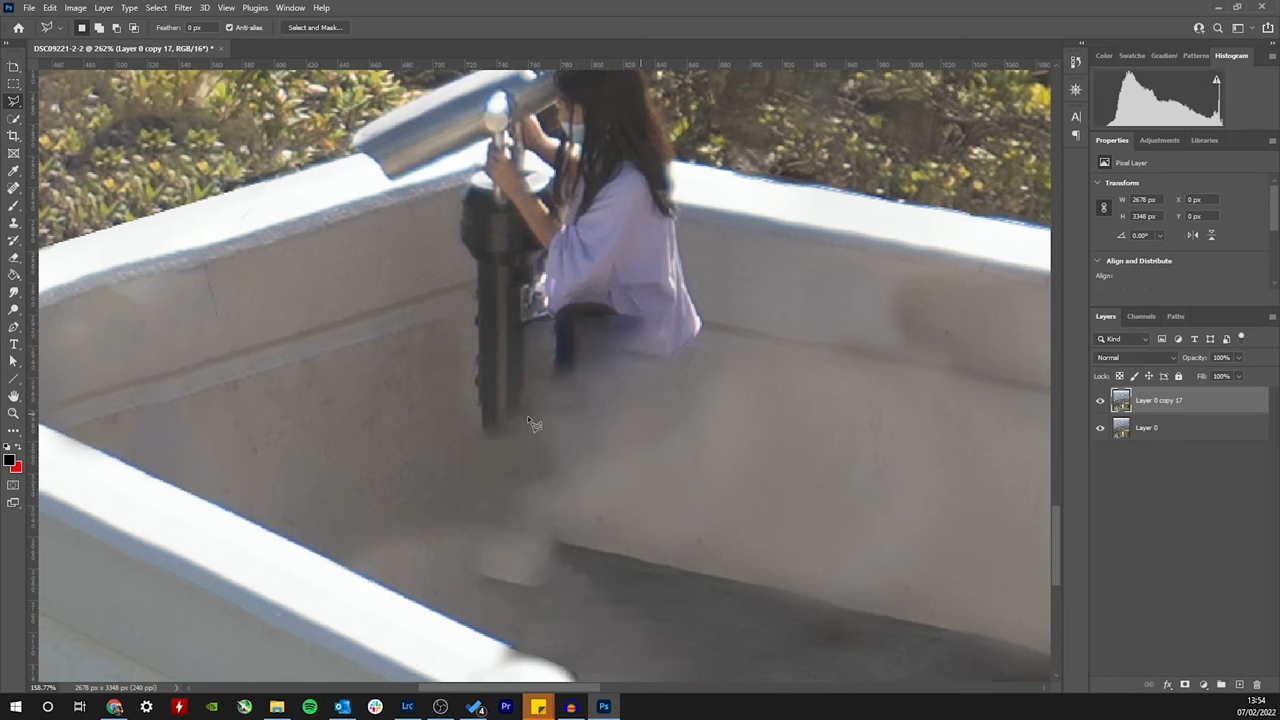 File Edit Image Layer Type Select Filter 3D View Plugins Window Help
Feather: 0 px Anti-alias Select and Mask...
DSC09221-2-2 @ 262% (Layer 0 copy 17, RGB/16*) * ×
Color Swatche Gradien Patterns Histogram
Properties Adjustments Libraries
Pixel Layer
Transform
W 2678 px X 0 px
H 3348 px Y 0 px
0.00°
Align and Distribute
Align:
Layers Channels Paths
Kind
Normal Opacity: 100%
Lock: Fill: 100%
Layer 0 copy 17
Layer 0
158.77% 2678 px x 3348 px (240 ppi)
13:54
07/02/2022